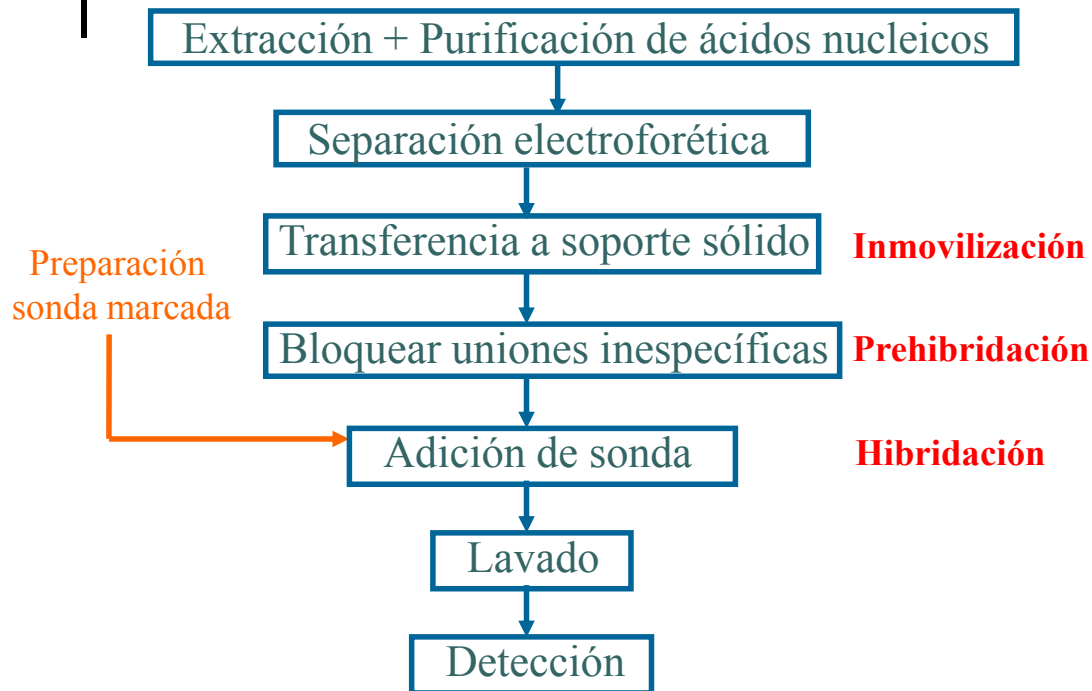 Extracción + Purificación de ácidos nucleicos
Separación electroforética
Transferencia a soporte sólido
Inmovilización
Preparación
sonda marcada
Bloquear uniones inespecíficas
Prehibridación
Adición de sonda
Hibridación
Lavado
Detección